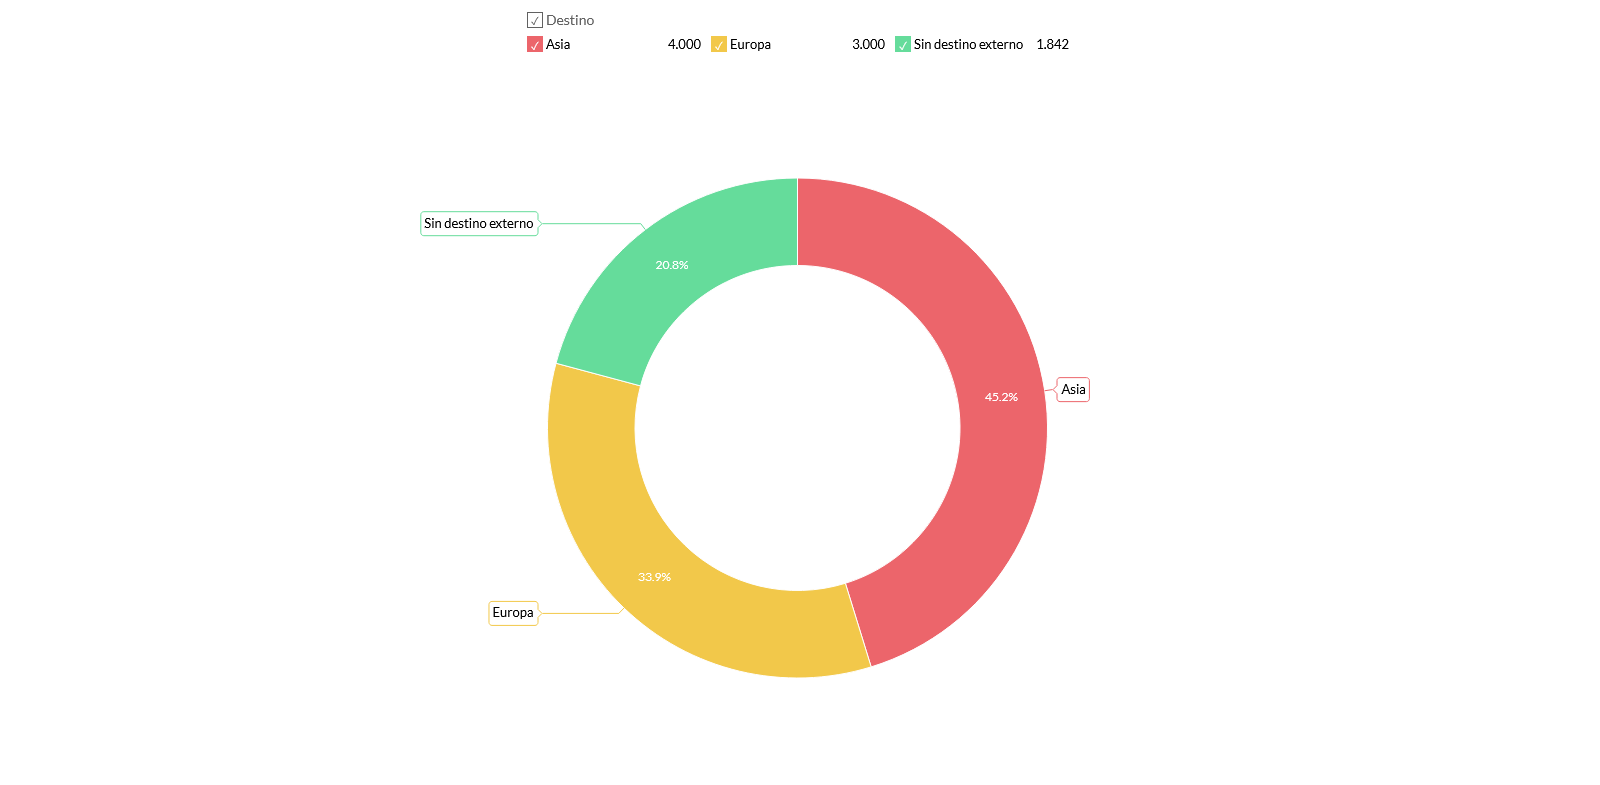 Destino
Asia 4.000 Europa 3.000 Sin destino externo 1.842
Sin destino externo
20.8%
Asia
45.2%
33.9%
Europa